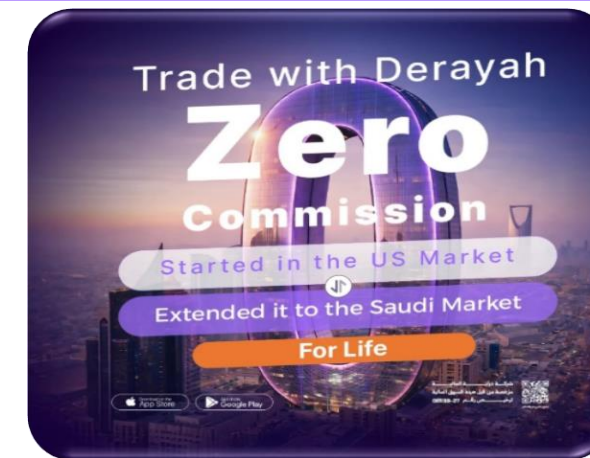 Trade with Derayah
Zero
Commission
Started in the US Market
Extended it to the Saudi Market
For Life
App Store
Google Play